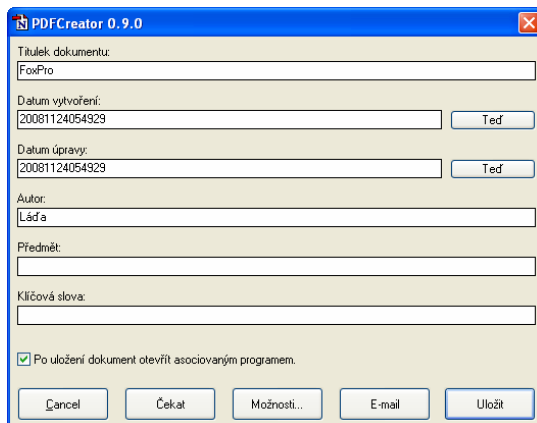 PDFCreator 0.9.0
Titulek dokumentu:
FoxPro
Datum vytvoření:
20081124054929
Teď
Datum úpravy:
20081124054929
Teď
Autor:
Láďa
Předmět:
Klíčová slova:
Po uložení dokument otevřít asociovaným programem.
Cancel
Čekat
Možnosti...
E-mail
Uložit